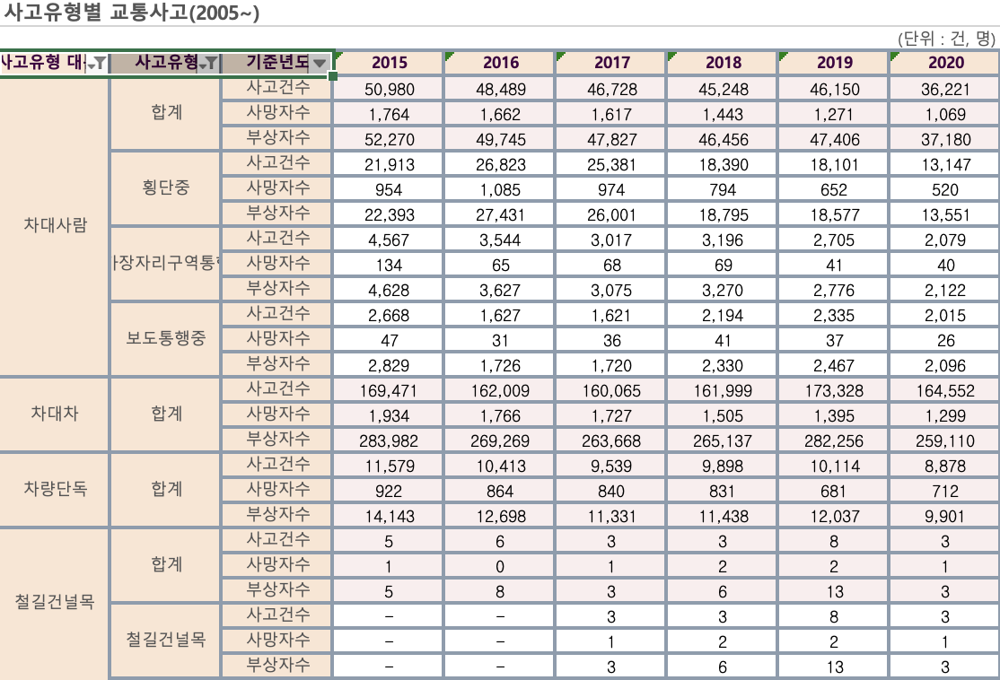 사고유형별 교통사고(2005~)
(단위 : 건, 명)
사고유형 사고유형 기준년도 2015 2016 2017 2018 2019 2020
차대사람 합계 사고건수 50,980 48,489 46,728 45,248 46,150 36,221
사망자수 1,764 1,662 1,617 1,443 1,271 1,069
부상자수 52,270 49,745 47,827 46,456 47,406 37,180
횡단중 사고건수 21,913 26,823 25,381 18,390 18,101 13,147
사망자수 954 1,085 974 794 652 520
부상자수 22,393 27,431 26,001 18,795 18,577 13,551
장자리구역통 사고건수 4,567 3,544 3,017 3,196 2,705 2,079
사망자수 134 65 68 69 41 40
부상자수 4,628 3,627 3,075 3,270 2,776 2,122
보도통행중 사고건수 2,668 1,627 1,621 2,194 2,335 2,015
사망자수 47 31 36 41 37 26
부상자수 2,829 1,726 1,720 2,330 2,467 2,096
차대차 합계 사고건수 169,471 162,009 160,065 161,999 173,328 164,552
사망자수 1,934 1,766 1,727 1,505 1,395 1,299
부상자수 283,982 269,269 263,668 265,137 282,256 259,110
차량단독 합계 사고건수 11,579 10,413 9,539 9,898 10,114 8,878
사망자수 922 864 840 831 681 712
부상자수 14,143 12,698 11,331 11,438 12,037 9,901
철길건널목 합계 사고건수 5 6 3 3 8 3
사망자수 1 0 1 2 2 1
부상자수 5 8 3 6 13 3
철길건널목 사고건수 – – 3 3 8 3
사망자수 – – 1 2 2 1
부상자수 – – 3 6 13 3